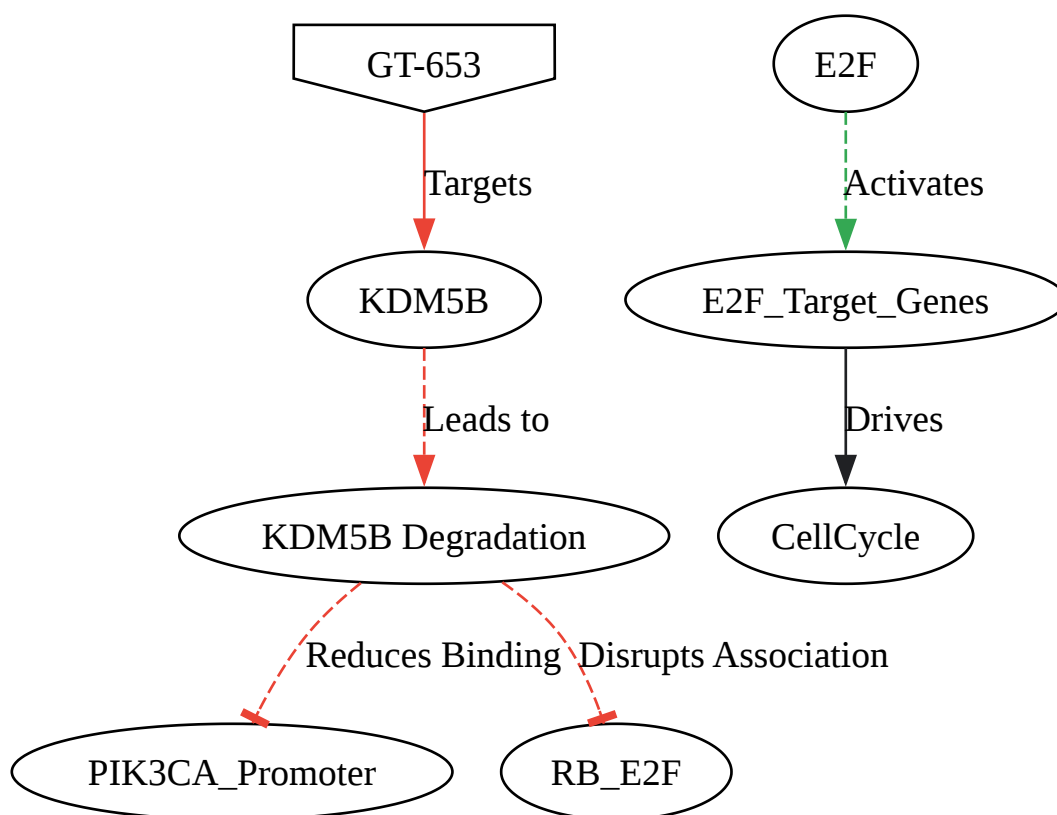 GT-653
E2F
Targets
Activates
KDM5B
E2F_Target_Genes
Leads to
Drives
KDM5B Degradation
CellCycle
Reduces Binding
Disrupts Association
PIK3CA_Promoter
RB_E2F